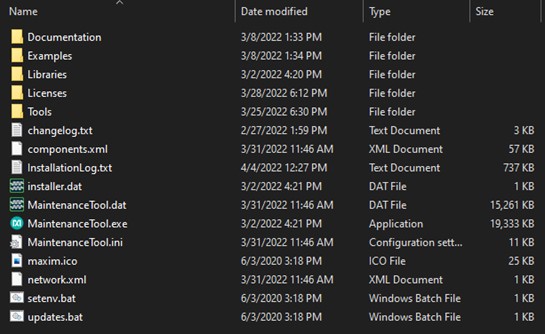 Name Date modified Type Size
Documentation 3/8/2022 1:33 PM File folder
Examples 3/8/2022 1:34 PM File folder
Libraries 3/2/2022 4:20 PM File folder
Licenses 3/28/2022 6:12 PM File folder
Tools 3/25/2022 6:30 PM File folder
changelog.txt 2/27/2022 1:59 PM Text Document 3 KB
components.xml 3/31/2022 11:46 AM XML Document 57 KB
InstallationLog.txt 4/4/2022 12:27 PM Text Document 737 KB
installer.dat 3/2/2022 4:21 PM DAT File 1 KB
MaintenanceTool.dat 3/31/2022 11:46 AM DAT File 15,261 KB
MaintenanceTool.exe 3/2/2022 4:21 PM Application 19,333 KB
MaintenanceTool.ini 3/31/2022 11:46 AM Configuration sett... 11 KB
maxim.ico 6/3/2020 3:18 PM ICO File 25 KB
network.xml 3/31/2022 11:46 AM XML Document 1 KB
setenv.bat 6/3/2020 3:18 PM Windows Batch File 1 KB
updates.bat 6/3/2020 3:18 PM Windows Batch File 1 KB